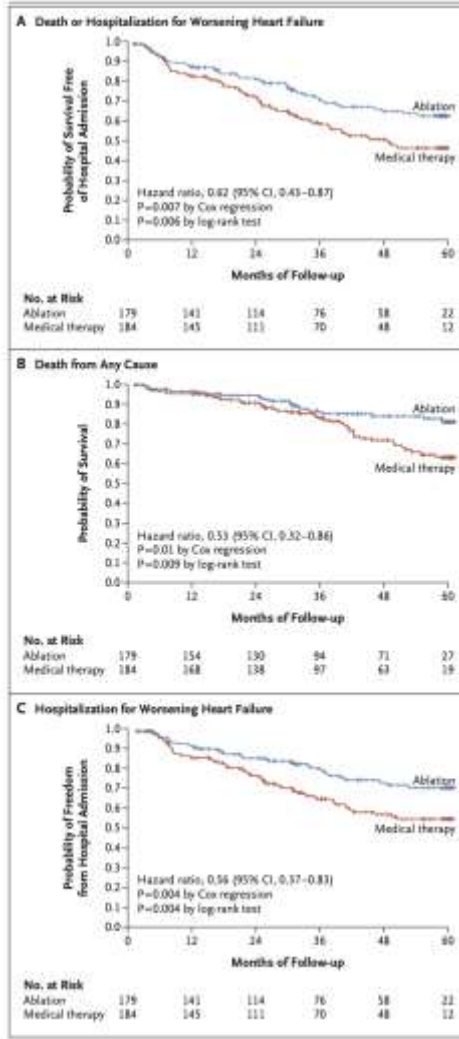 A Death or Hospitalization for Worsening Heart Failure
Probability of Survival Free
of Hospital Admission
1.0
0.9
0.8
0.7
0.6
0.5
0.4
0.3
0.2
0.1
0.0
Ablation
Medical therapy
Hazard ratio, 0.62 (95% CI, 0.43–0.87)
P=0.007 by Cox regression
P=0.006 by log-rank test
0 12 24 36 48 60
Months of Follow-up
No. at Risk
Ablation 179 141 114 76 58 22
Medical therapy 184 145 111 70 48 12
B Death from Any Cause
Probability of Survival
1.0
0.9
0.8
0.7
0.6
0.5
0.4
0.3
0.2
0.1
0.0
Ablation
Medical therapy
Hazard ratio, 0.53 (95% CI, 0.32–0.86)
P=0.01 by Cox regression
P=0.009 by log-rank test
0 12 24 36 48 60
Months of Follow-up
No. at Risk
Ablation 179 154 130 94 71 27
Medical therapy 184 168 138 97 63 19
C Hospitalization for Worsening Heart Failure
Probability of Freedom
from Hospital Admission
1.0
0.9
0.8
0.7
0.6
0.5
0.4
0.3
0.2
0.1
0.0
Ablation
Medical therapy
Hazard ratio, 0.56 (95% CI, 0.37–0.83)
P=0.004 by Cox regression
P=0.004 by log-rank test
0 12 24 36 48 60
Months of Follow-up
No. at Risk
Ablation 179 141 114 76 58 22
Medical therapy 184 145 111 70 48 12